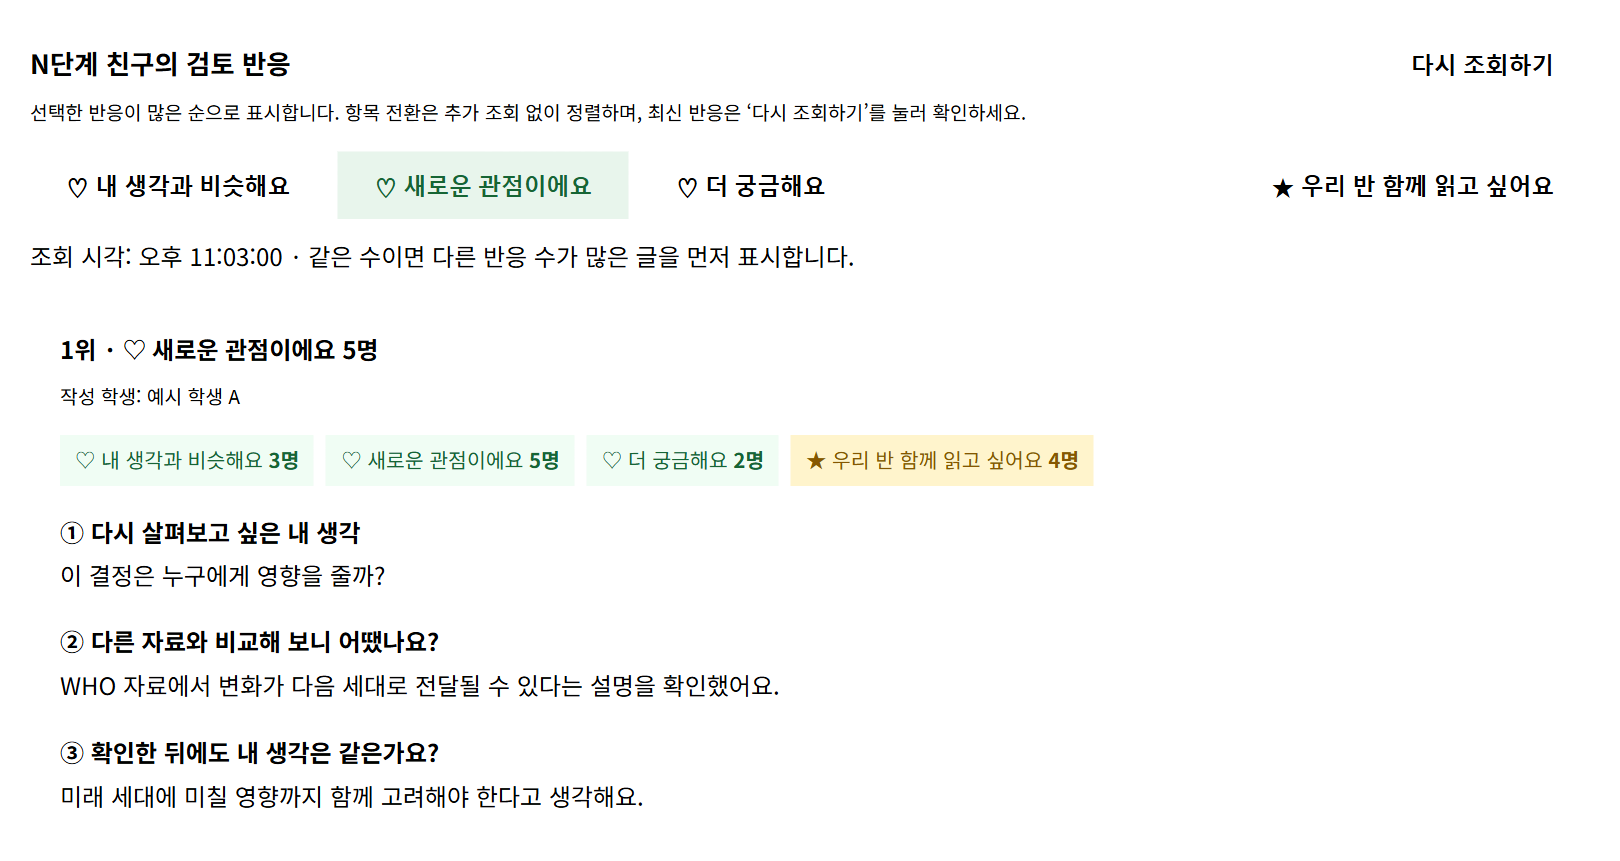 N단계 친구의 검토 반응
다시 조회하기
선택한 반응이 많은 순으로 표시합니다. 항목 전환은 추가 조회 없이 정렬하며, 최신 반응은 ‘다시 조회하기’를 눌러 확인하세요.
♡ 내 생각과 비슷해요
♡ 새로운 관점이에요
♡ 더 궁금해요
★ 우리 반 함께 읽고 싶어요
조회 시각: 오후 11:03:00 · 같은 수이면 다른 반응 수가 많은 글을 먼저 표시합니다.
1위 · ♡ 새로운 관점이에요 5명
작성 학생: 예시 학생 A
♡ 내 생각과 비슷해요 3명
♡ 새로운 관점이에요 5명
♡ 더 궁금해요 2명
★ 우리 반 함께 읽고 싶어요 4명
① 다시 살펴보고 싶은 내 생각
이 결정은 누구에게 영향을 줄까?
② 다른 자료와 비교해 보니 어땠나요?
WHO 자료에서 변화가 다음 세대로 전달될 수 있다는 설명을 확인했어요.
③ 확인한 뒤에도 내 생각은 같은가요?
미래 세대에 미칠 영향까지 함께 고려해야 한다고 생각해요.